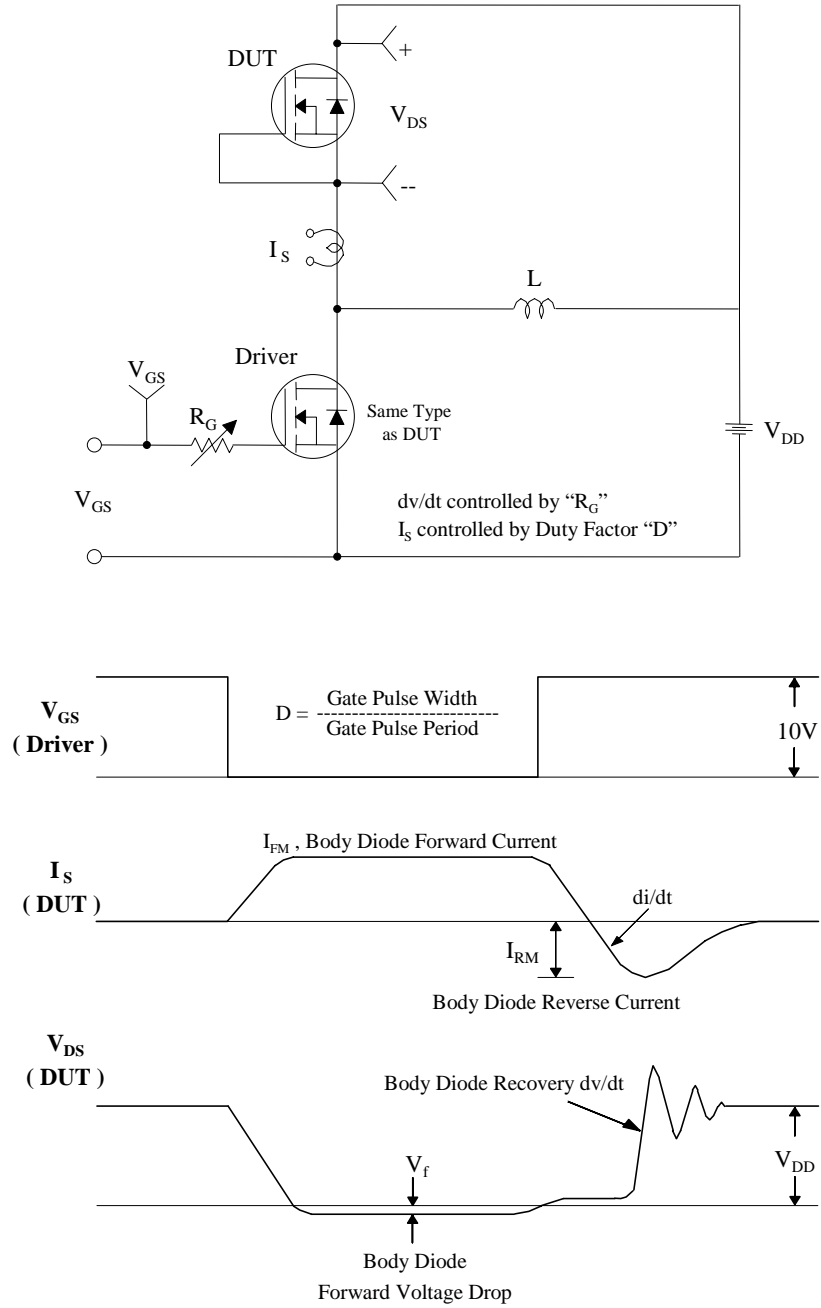 DUT
+
V_DS
--
I_S
L
Driver
V_GS
R_G
Same Type
as DUT
V_DD
V_GS
dv/dt controlled by “R_G”
I_S controlled by Duty Factor “D”
V_GS
( Driver )
D = Gate Pulse Width
--------------------------
Gate Pulse Period
10V
I_FM , Body Diode Forward Current
I_S
( DUT )
di/dt
I_RM
Body Diode Reverse Current
V_DS
( DUT )
Body Diode Recovery dv/dt
V_f
V_DD
Body Diode
Forward Voltage Drop